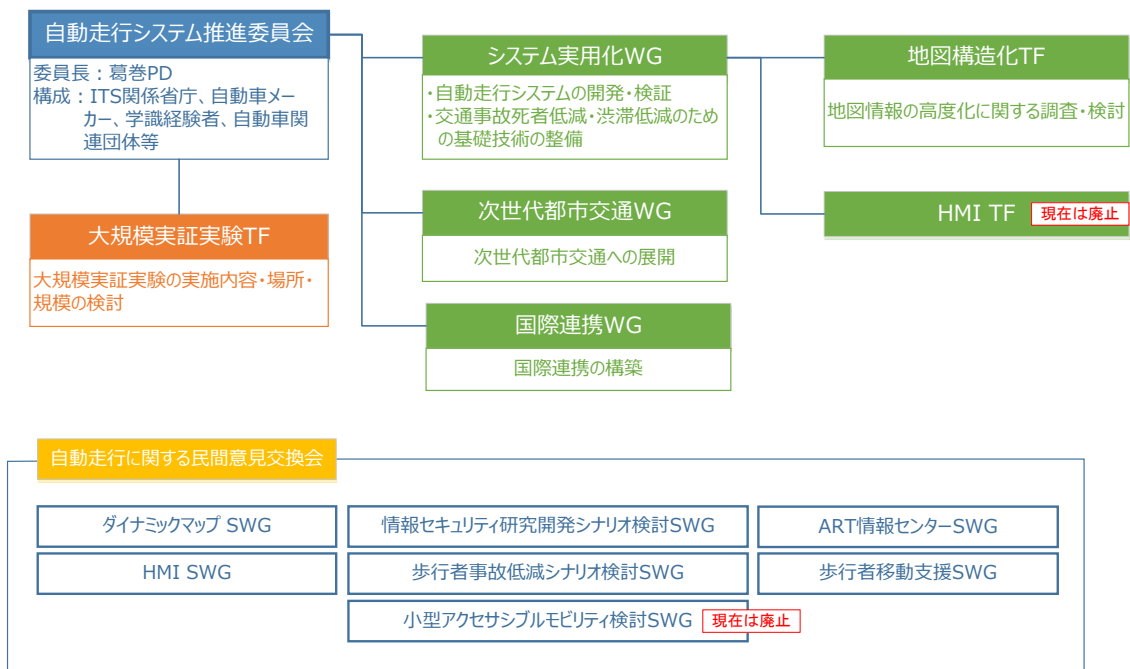 自動走行システム推進委員会
委員長：葛巻PD
構成：ITS関係省庁、自動車メー
カー、学識経験者、自動車関
連団体等
大規模実証実験TF
大規模実証実験の実施内容・場所・
規模の検討
システム実用化WG
・自動走行システムの開発・検証
・交通事故死者低減・渋滞低減のため
の基礎技術の整備
次世代都市交通WG
次世代都市交通への展開
国際連携WG
国際連携の構築
地図構造化TF
地図情報の高度化に関する調査・検討
HMI TF 現在は廃止
自動走行に関する民間意見交換会
ダイナミックマップ SWG
情報セキュリティ研究開発シナリオ検討SWG
ART情報センターSWG
HMI SWG
歩行者事故低減シナリオ検討SWG
歩行者移動支援SWG
小型アクセサシブルモビリティ検討SWG 現在は廃止